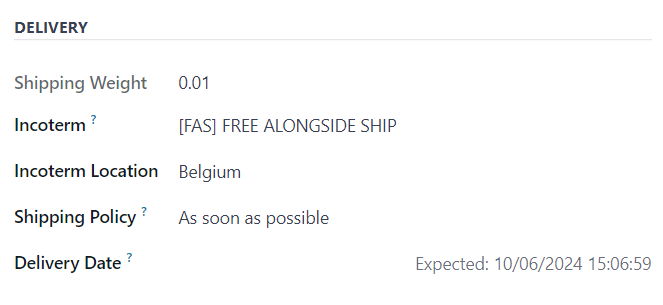 DELIVERY
Shipping Weight 0.01
Incoterm ? [FAS] FREE ALONGSIDE SHIP
Incoterm Location Belgium
Shipping Policy ? As soon as possible
Delivery Date ? Expected: 10/06/2024 15:06:59